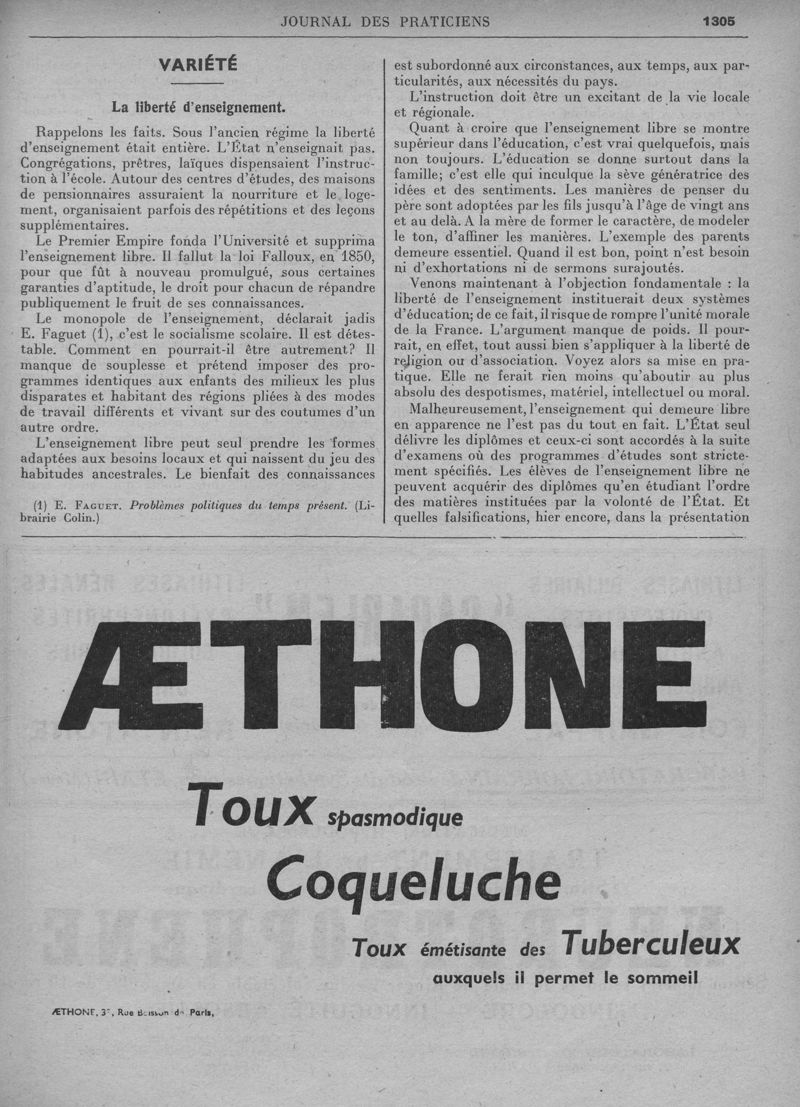 JOURNAL DES PRATICIENS 1305
VARIÉTÉ
La liberté d'enseignement.
Rappelons les faits. Sous l'ancien régime la liberté
d'enseignement était entière. L'État n'enseignait pas.
Congrégations, prêtres, laïques dispensaient l'instruc-
tion à l'école. Autour des centres d'études, des maisons
de pensionnaires assuraient la nourriture et le loge-
ment, organisaient parfois des répétitions et des leçons
supplémentaires.
Le Premier Empire fonda l'Université et supprima
l'enseignement libre. Il fallut la loi Falloux, en 1850,
pour que fût à nouveau promulgué, sous certaines
garanties d'aptitude, le droit pour chacun de répandre
publiquement le fruit de ses connaissances.
Le monopole de l'enseignement, déclarait jadis
E. Faguet (1), c'est le socialisme scolaire. Il est détes-
table. Comment en pourrait-il être autrement? Il
manque de souplesse et prétend imposer des pro-
grammes identiques aux enfants des milieux les plus
disparates et habitant des régions pliées à des modes
de travail différents et vivant sur des coutumes d'un
autre ordre.
L'enseignement libre peut seul prendre les formes
adaptées aux besoins locaux et qui naissent du jeu des
habitudes ancestrales. Le bienfait des connaissances
(1) E. FAGUET. Problèmes politiques du temps présent. (Li-
brairie Colin.)
est subordonné aux circonstances, aux temps, aux par-
ticularités, aux nécessités du pays.
L'instruction doit être un excitant de la vie locale
et régionale.
Quant à croire que l'enseignement libre se montre
supérieur dans l'éducation, c'est vrai quelquefois, mais
non toujours. L'éducation se donne surtout dans la
famille; c'est elle qui inculque la sève génératrice des
idées et des sentiments. Les manières de penser du
père sont adoptées par les fils jusqu'à l'âge de vingt ans
et au delà. A la mère de former le caractère, de modeler
le ton, d'affiner les manières. L'exemple des parents
demeure essentiel. Quand il est bon, point n'est besoin
ni d'exhortations ni de sermons surajoutés.
Venons maintenant à l'objection fondamentale : la
liberté de l'enseignement instituerait deux systèmes
d'éducation; de ce fait, il risque de rompre l'unité morale
de la France. L'argument manque de poids. Il pour-
rait, en effet, tout aussi bien s'appliquer à la liberté de
religion ou d'association. Voyez alors sa mise en pra-
tique. Elle ne ferait rien moins qu'aboutir au plus
absolu des despotismes, matériel, intellectuel ou moral.
Malheureusement, l'enseignement qui demeure libre
en apparence ne l'est pas du tout en fait. L'État seul
délivre les diplômes et ceux-ci sont accordés à la suite
d'examens où des programmes d'études sont stricte-
ment spécifiés. Les élèves de l'enseignement libre ne
peuvent acquérir des diplômes qu'en étudiant l'ordre
des matières instituées par la volonté de l'État. Et
quelles falsifications, hier encore, dans la présentation
ÆTHONE
Toux spasmodique
Coqueluche
Toux émétisante des Tuberculeux
auxquels il permet le sommeil
ÆTHONE, Rue Paris,